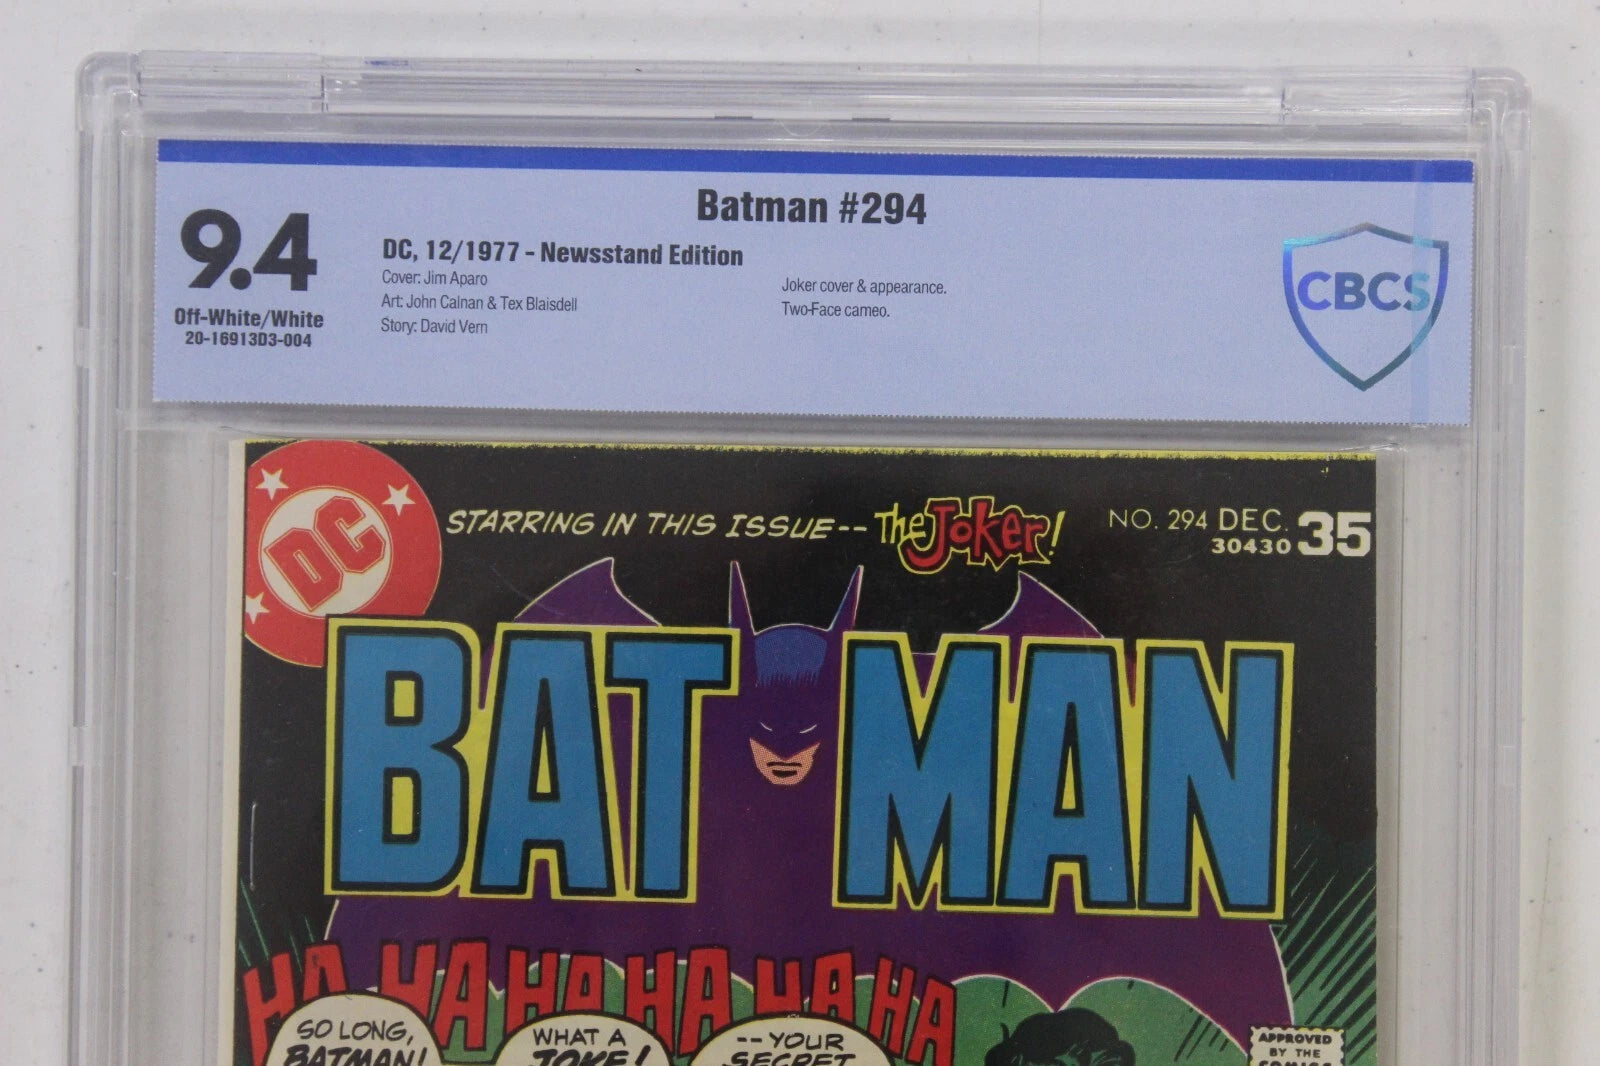 Batman #294
9.4
Off-White/White
20-16913D3-004
DC, 12/1977 - Newsstand Edition
Cover: Jim Aparo
Art: John Calnan & Tex Blaisdell
Story: David Vern
Joker cover & appearance.
Two-Face cameo.
CBCS
DC
STARRING IN THIS ISSUE-- The Joker!
NO. 294 DEC. 35
30430
BATMAN
HA HA HA HA HA HA
SO LONG,
BATMAN!
WHAT A
JOKE!
--YOUR
SECRET
APPROVED
BY THE
COMICS